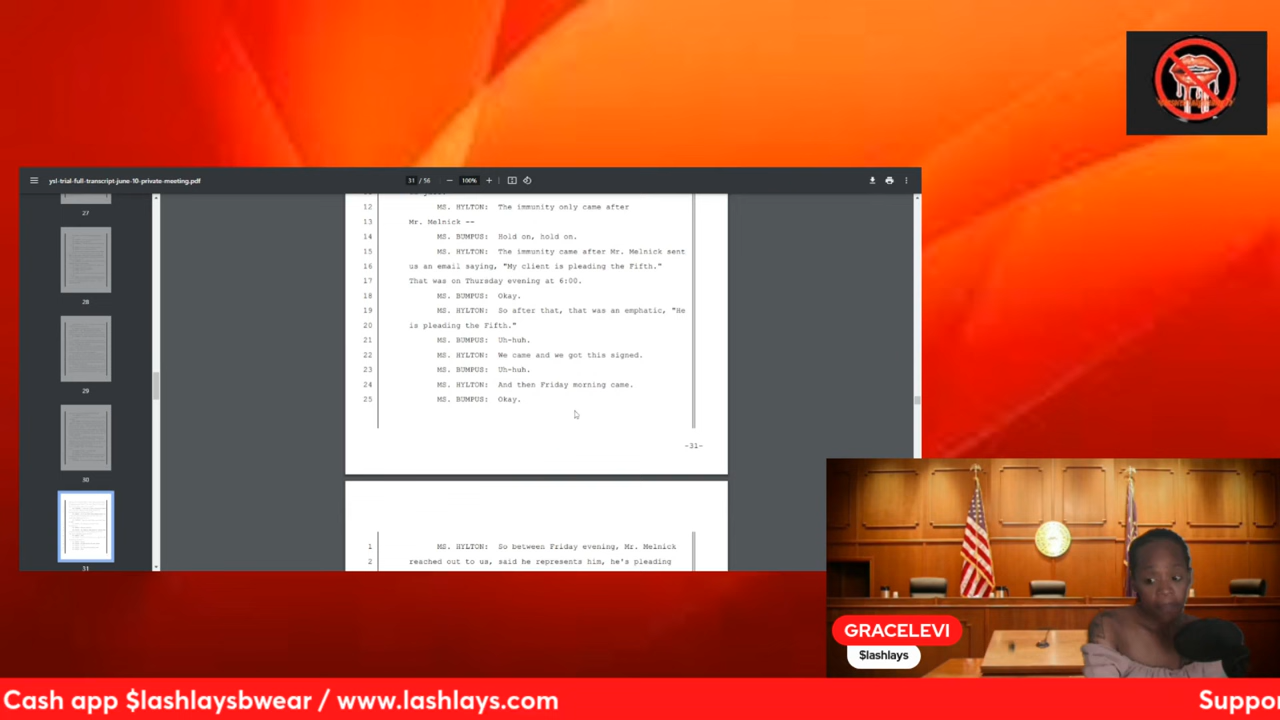 ysl-trial-full-transcript-june-10-private-meeting.pdf
31 / 56
100%
27
28
29
30
31
12 MS. HYLTON: The immunity only came after
13 Mr. Melnick --
14 MS. BUMPUS: Hold on, hold on.
15 MS. HYLTON: The immunity came after Mr. Melnick sent
16 us an email saying, "My client is pleading the Fifth."
17 That was on Thursday evening at 6:00.
18 MS. BUMPUS: Okay.
19 MS. HYLTON: So after that, that was an emphatic, "He
20 is pleading the Fifth."
21 MS. BUMPUS: Uh-huh.
22 MS. HYLTON: We came and we got this signed.
23 MS. BUMPUS: Uh-huh.
24 MS. HYLTON: And then Friday morning came.
25 MS. BUMPUS: Okay.
-31-
1 MS. HYLTON: So between Friday evening, Mr. Melnick
2 reached out to us, said he represents him, he's pleading
GRACELEVI
$lashlays
Cash app $lashlaysbwear / www.lashlays.com
Suppor